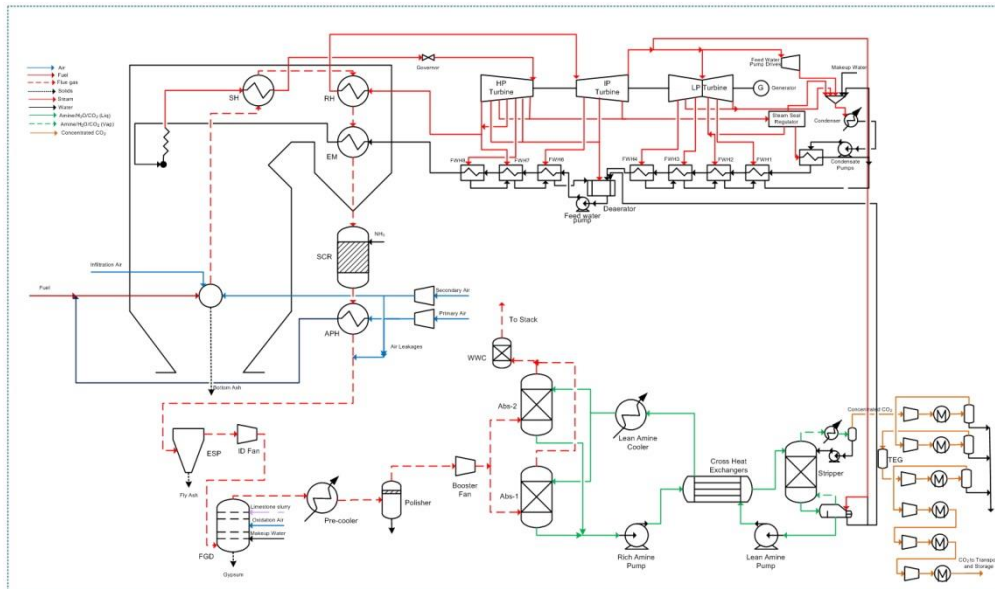 Air
Fuel
Flue gas
Solids
Steam
Water
Amine/H₂O/CO₂ (Liq)
Amine/H₂O/CO₂ (Vap)
Concentrated CO₂
SH
RH
EM
Governor
HP
Turbine
IP
Turbine
LP Turbine
G
Generator
Feed Water
Pump Driver
Makeup Water
Steam Seal
Regulator
Condenser
Condensate
Pumps
FWH7
FWH4
FWH3
FWH2
FWH1
Deaerator
Feed water
pump
SCR
NH₃
Infiltration Air
Fuel
Secondary Air
Primary Air
APH
Air Leakages
Bottom Ash
To Stack
WWC
ESP
ID Fan
Fly Ash
Limestone slurry
Oxidation Air
Makeup Water
FGD
Gypsum
Pre-cooler
Polisher
Booster
Fan
Abs-2
Abs-1
Lean Amine
Cooler
Cross Heat
Exchangers
Rich Amine
Pump
Lean Amine
Pump
Stripper
Concentrated CO₂
TEG
M
M
M
M
M
M
CO₂ to Transport
and Storage